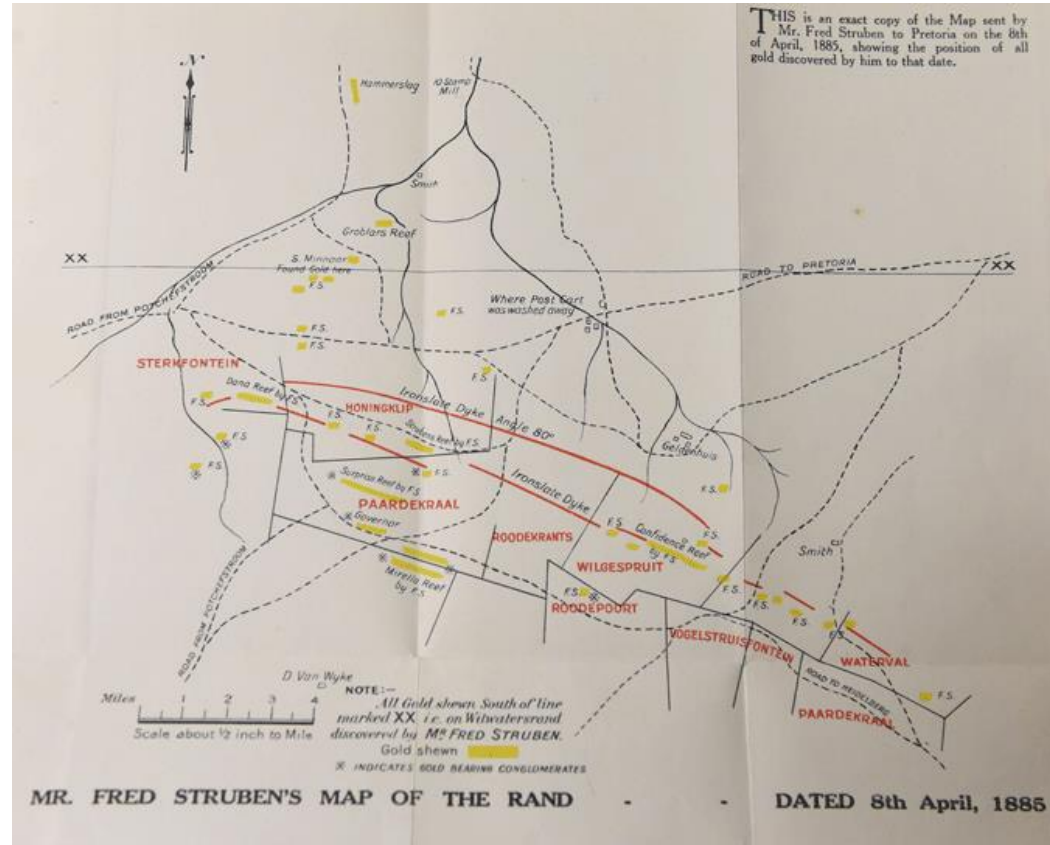 THIS is an exact copy of the Map sent by
Mr. Fred Struben to Pretoria on the 8th
of April, 1885, showing the position of all
gold discovered by him to that date.
N
Hammerslag
10 Stamp
Mill
Smith
Groblars Reef
XX
S. Minnaar
Found Gold here
F.S.
ROAD TO PRETORIA
XX
ROAD FROM POTCHEFSTROOM
Where Post Cart
was washed away
F.S.
F.S.
STERKFONTEIN
F.S.
Dana Reef by F.S.
F.S.
HONINGKLIP
Ironslate Dyke Angle 80°
F.S.
F.S.
Strubens Reef by F.S.
Geldenhuis
F.S.
F.S.
F.S.
Surprise Reef by F.S.
PAARDEKRAAL
Ironslate Dyke
F.S.
Governor
ROODEKRANTS
F.S.
Confidence Reef
by F.S.
F.S.
WILGESPRUIT
Smith
Mirella Reef
by F.S.
F.S.
ROODEPOORT
F.S.
F.S.
F.S.
F.S.
ROAD FROM POTCHEFSTROOM
VOGELSTRUISFONTEIN
WATERVAL
ROAD TO HEIDELBERG
F.S.
PAARDEKRAAL
D. Van Wyke
Miles 1 2 3 4
Scale about ½ inch to Mile
NOTE:—
All Gold shewn South of line
marked XX i.e. on Witwatersrand
discovered by MR FRED STRUBEN.
Gold shewn
※ INDICATES GOLD BEARING CONGLOMERATES
MR. FRED STRUBEN'S MAP OF THE RAND - - DATED 8th April, 1885